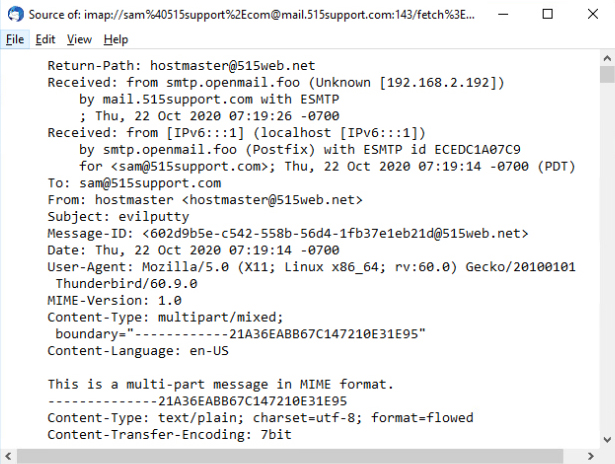 Source of: imap://sam%40515support%2Ecom@mail.515support.com:143/fetch%3E...
File Edit View Help
Return-Path: hostmaster@515web.net
Received: from smtp.openmail.foo (Unknown [192.168.2.192])
by mail.515support.com with ESMTP
; Thu, 22 Oct 2020 07:19:26 -0700
Received: from [IPv6:::1] (localhost [IPv6:::1])
by smtp.openmail.foo (Postfix) with ESMTP id ECEDC1A07C9
for <sam@515support.com>; Thu, 22 Oct 2020 07:19:14 -0700 (PDT)
To: sam@515support.com
From: hostmaster <hostmaster@515web.net>
Subject: evilputty
Message-ID: <602d9b5e-c542-558b-56d4-1fb37e1eb21d@515web.net>
Date: Thu, 22 Oct 2020 07:19:14 -0700
User-Agent: Mozilla/5.0 (X11; Linux x86_64; rv:60.0) Gecko/20100101
Thunderbird/60.9.0
MIME-Version: 1.0
Content-Type: multipart/mixed;
boundary="------------21A36EABB67C147210E31E95"
Content-Language: en-US
This is a multi-part message in MIME format.
--------------21A36EABB67C147210E31E95
Content-Type: text/plain; charset=utf-8; format=flowed
Content-Transfer-Encoding: 7bit